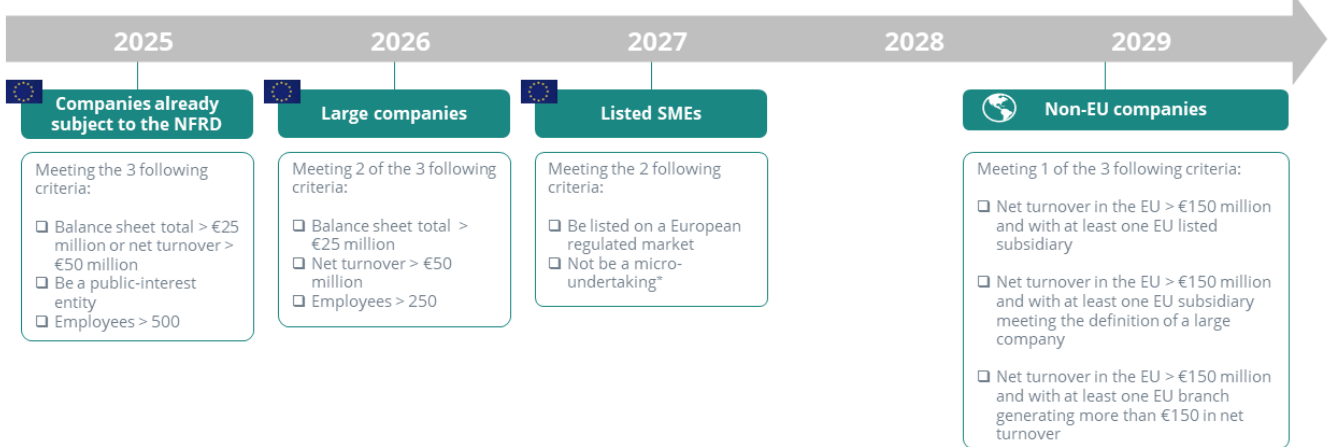 2025
2026
2027
2028
2029
Companies already
subject to the NFRD
Meeting the 3 following
criteria:
❑ Balance sheet total > €25
million or net turnover >
€50 million
❑ Be a public-interest
entity
❑ Employees > 500
Large companies
Meeting 2 of the 3 following
criteria:
❑ Balance sheet total >
€25 million
❑ Net turnover > €50
million
❑ Employees > 250
Listed SMEs
Meeting the 2 following
criteria:
❑ Be listed on a European
regulated market
❑ Not be a micro-
undertaking*
Non-EU companies
Meeting 1 of the 3 following criteria:
❑ Net turnover in the EU > €150 million
and with at least one EU listed
subsidiary
❑ Net turnover in the EU > €150 million
and with at least one EU subsidiary
meeting the definition of a large
company
❑ Net turnover in the EU > €150 million
and with at least one EU branch
generating more than €150 in net
turnover